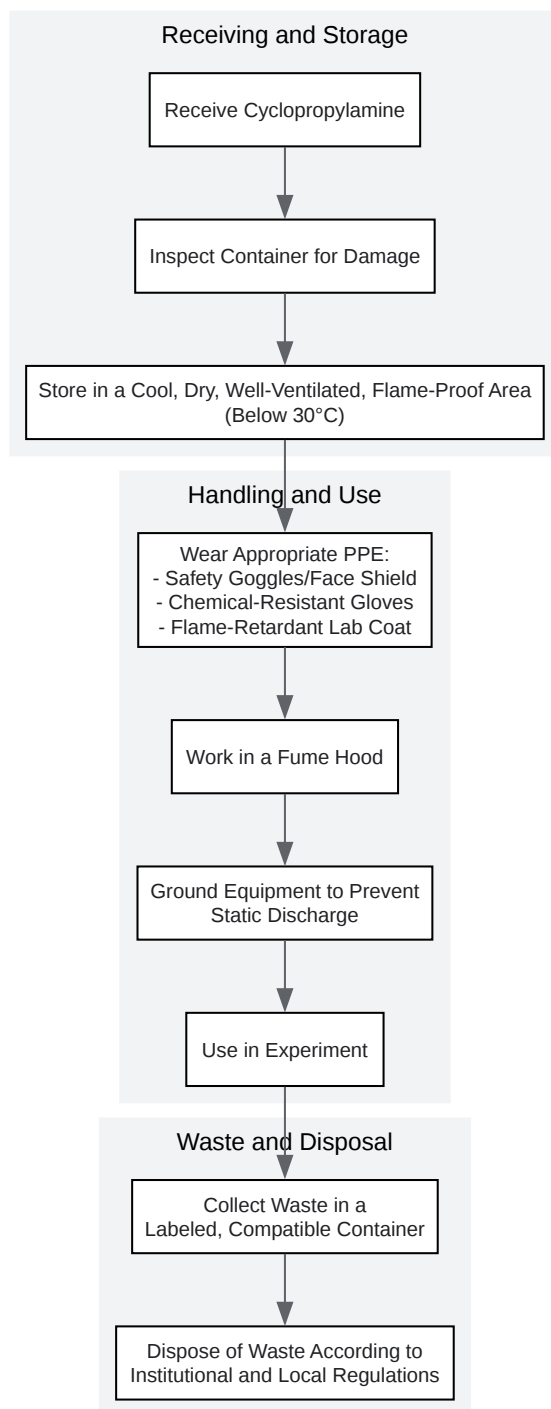 Receiving and Storage
Receive Cyclopropylamine
Inspect Container for Damage
Store in a Cool, Dry, Well-Ventilated, Flame-Proof Area
(Below 30°C)
Handling and Use
Wear Appropriate PPE:
- Safety Goggles/Face Shield
- Chemical-Resistant Gloves
- Flame-Retardant Lab Coat
Work in a Fume Hood
Ground Equipment to Prevent
Static Discharge
Use in Experiment
Waste and Disposal
Collect Waste in a
Labeled, Compatible Container
Dispose of Waste According to
Institutional and Local Regulations